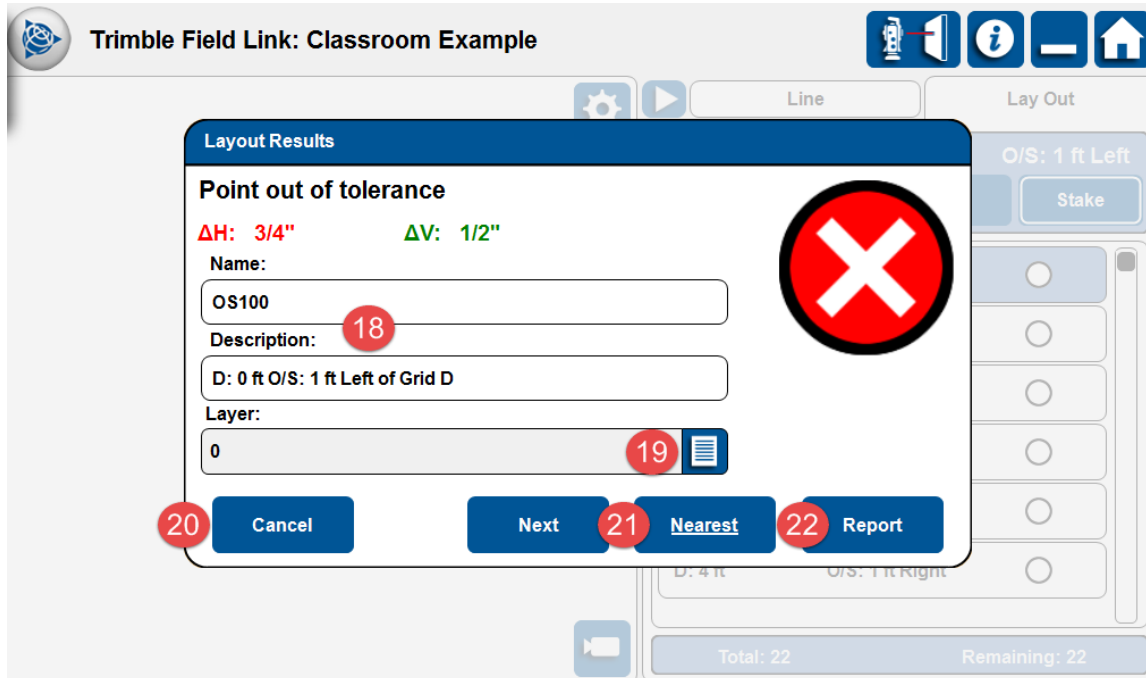 Trimble Field Link: Classroom Example
Line
Lay Out
Layout Results
O/S: 1 ft Left
Point out of tolerance
Stake
ΔH: 3/4" ΔV: 1/2"
Name:
OS100
18
Description:
D: 0 ft O/S: 1 ft Left of Grid D
Layer:
0
19
20
Cancel
Next
21
Nearest
22
Report
D: 4 ft O/S: 1 ft Right
Total: 22
Remaining: 22